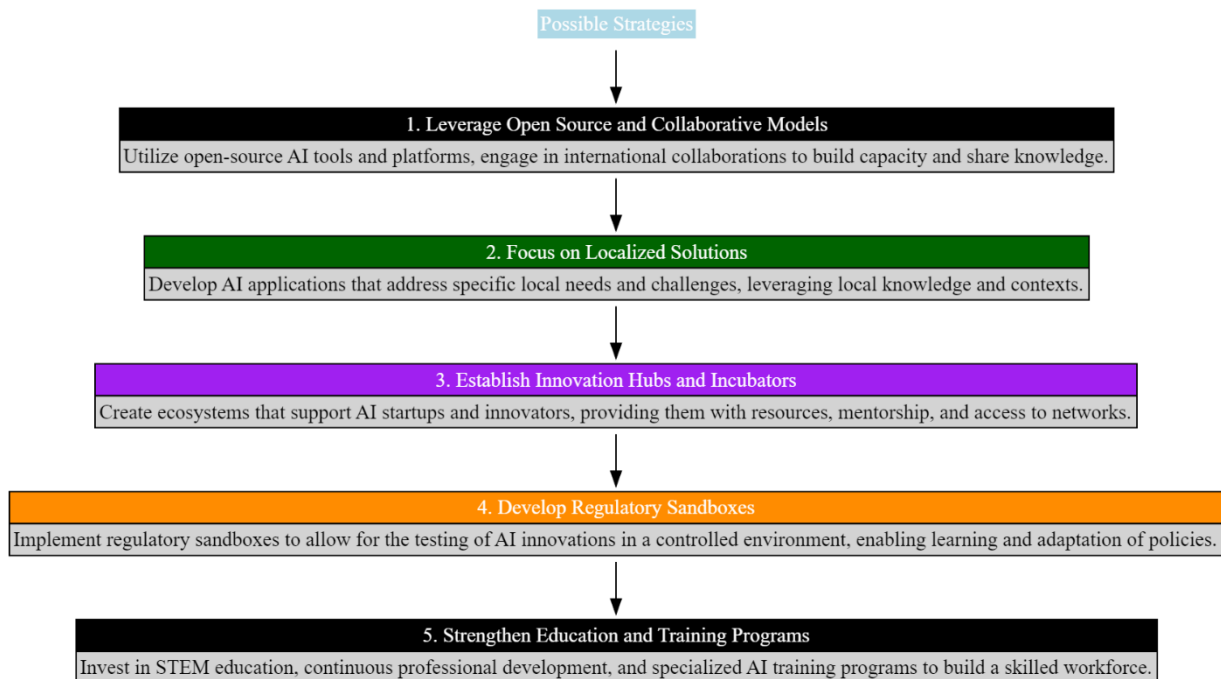 Possible Strategies
1. Leverage Open Source and Collaborative Models
Utilize open-source AI tools and platforms, engage in international collaborations to build capacity and share knowledge.
2. Focus on Localized Solutions
Develop AI applications that address specific local needs and challenges, leveraging local knowledge and contexts.
3. Establish Innovation Hubs and Incubators
Create ecosystems that support AI startups and innovators, providing them with resources, mentorship, and access to networks.
4. Develop Regulatory Sandboxes
Implement regulatory sandboxes to allow for the testing of AI innovations in a controlled environment, enabling learning and adaptation of policies.
5. Strengthen Education and Training Programs
Invest in STEM education, continuous professional development, and specialized AI training programs to build a skilled workforce.